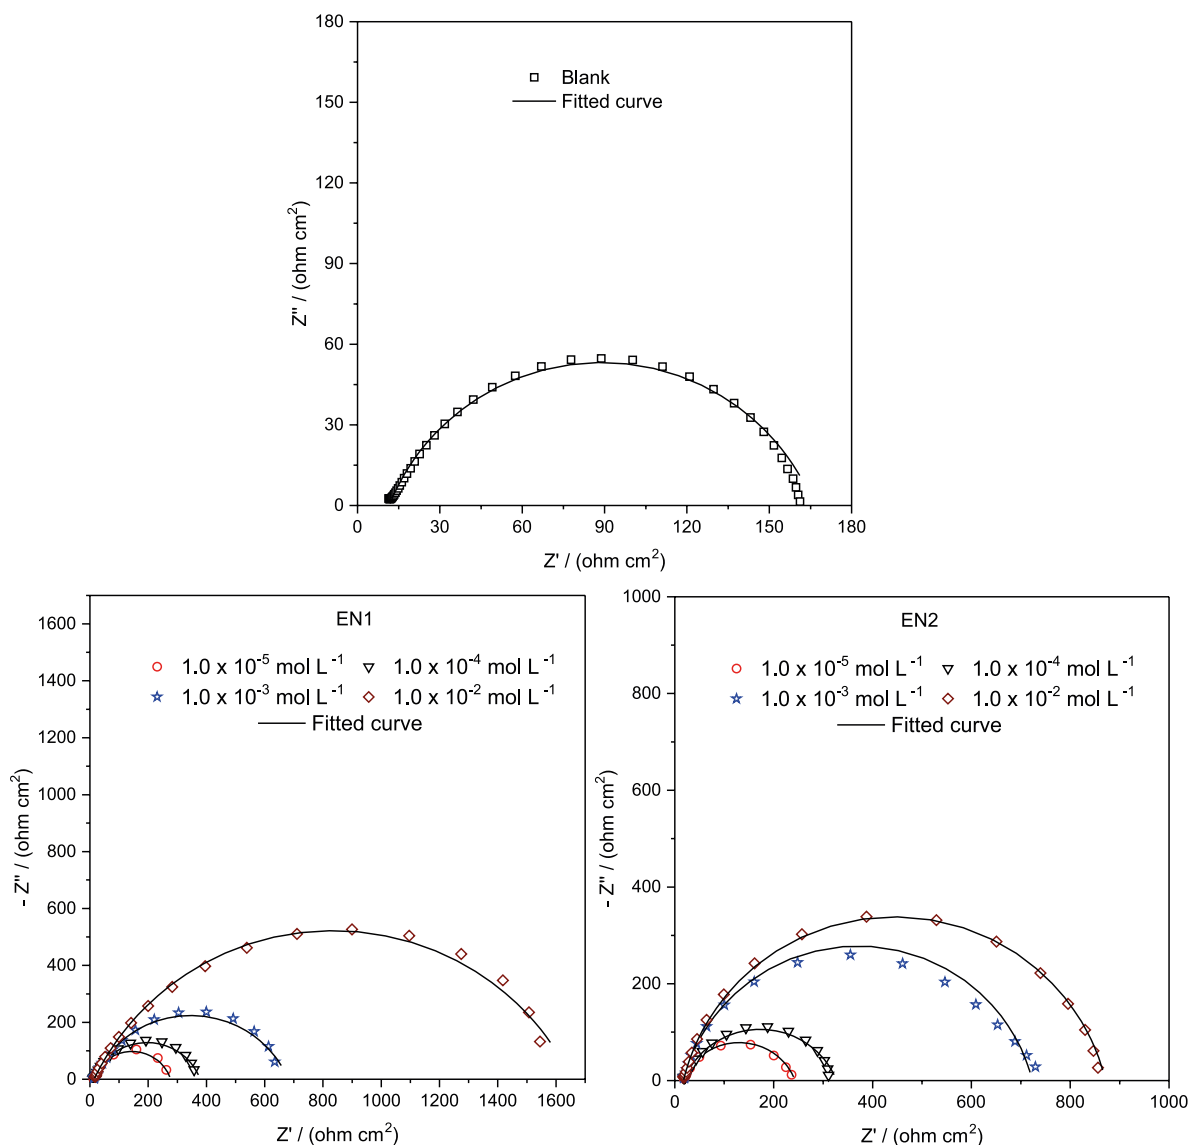 180
150
120
90
60
30
0
Z" / (ohm cm²)
Blank
Fitted curve
0 30 60 90 120 150 180
Z' / (ohm cm²)
1600
1400
1200
1000
800
600
400
200
0
- Z" / (ohm cm²)
EN1
1.0 x 10⁻⁵ mol L⁻¹ 1.0 x 10⁻⁴ mol L⁻¹
1.0 x 10⁻³ mol L⁻¹ 1.0 x 10⁻² mol L⁻¹
Fitted curve
0 200 400 600 800 1000 1200 1400 1600
Z' / (ohm cm²)
1000
800
600
400
200
0
- Z" / (ohm cm²)
EN2
1.0 x 10⁻⁵ mol L⁻¹ 1.0 x 10⁻⁴ mol L⁻¹
1.0 x 10⁻³ mol L⁻¹ 1.0 x 10⁻² mol L⁻¹
Fitted curve
0 200 400 600 800 1000
Z' / (ohm cm²)